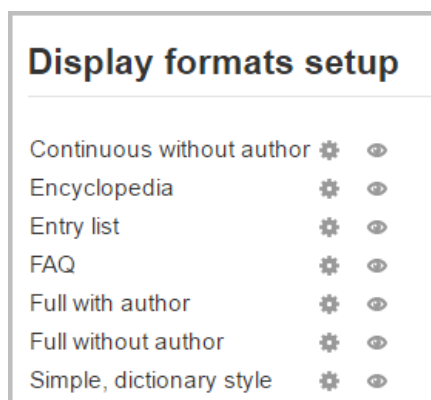 Display formats setup
Continuous without author
Encyclopedia
Entry list
FAQ
Full with author
Full without author
Simple, dictionary style